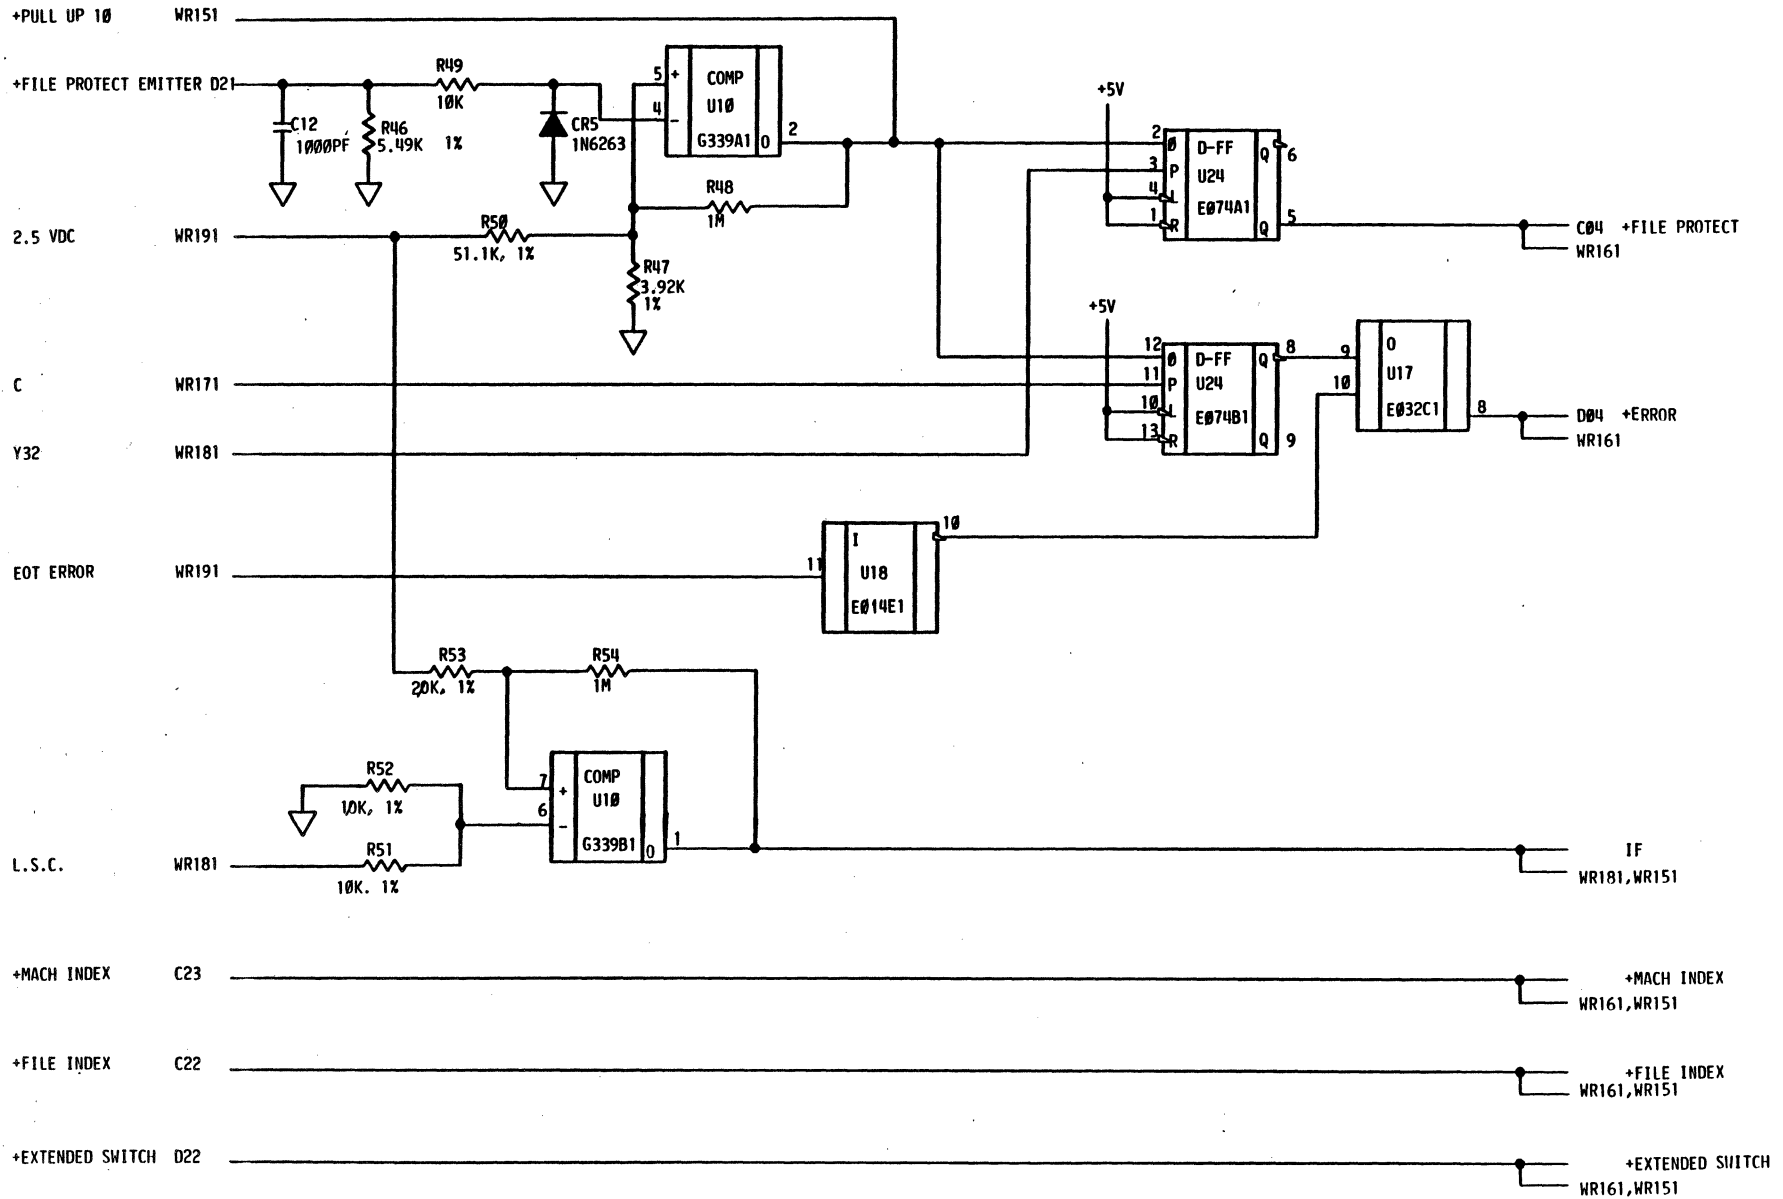 +PULL UP 10 WR151
+FILE PROTECT EMITTER D21
R49
10K
C12
1000PF
R46
5.49K 1%
CR5
1N6263
5 +
4 -
COMP
U10
G339A1 0
2
R48
1M
2.5 VDC WR191
R50
51.1K, 1%
R47
3.92K
1%
+5V
2 0
3 P
4 L
1 R
D-FF
U24
E074A1
Q 6
Q 5
C04 +FILE PROTECT
WR161
+5V
12 0
11 P
10 L
13 R
D-FF
U24
E074B1
Q 8
Q 9
9
10
O
U17
E032C1
8
D04 +ERROR
WR161
C WR171
Y32 WR181
EOT ERROR WR191
11
I
U18
E014E1
10
R53
20K, 1%
R54
1M
R52
10K, 1%
7 +
6 -
COMP
U10
G339B1 0
1
L.S.C. WR181
R51
10K. 1%
IF
WR181,WR151
+MACH INDEX C23
+MACH INDEX
WR161,WR151
+FILE INDEX C22
+FILE INDEX
WR161,WR151
+EXTENDED SWITCH D22
+EXTENDED SWITCH
WR161,WR151